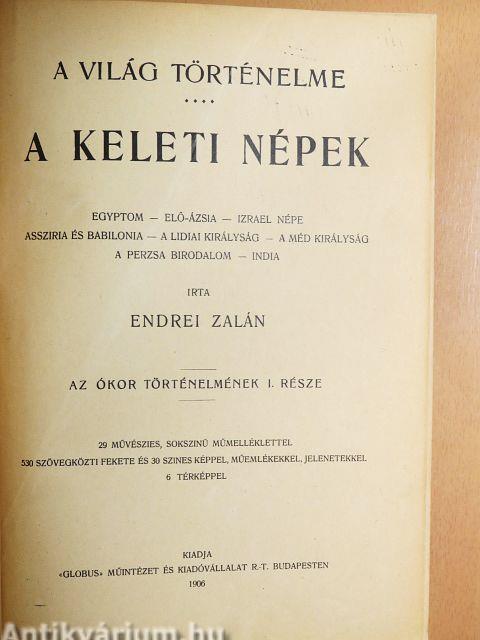 A VILÁG TÖRTÉNELME
A KELETI NÉPEK
EGYPTOM — ELŐ-ÁZSIA — IZRAEL NÉPE
ASSZIRIA ÉS BABILONIA — A LIDIAI KIRÁLYSÁG — A MÉD KIRÁLYSÁG
A PERZSA BIRODALOM — INDIA
IRTA
ENDREI ZALÁN
AZ ÓKOR TÖRTÉNELMÉNEK I. RÉSZE
29 MŰVÉSZIES, SOKSZINŰ MŰMELLÉKLETTEL
530 SZÖVEGKÖZTI FEKETE ÉS 30 SZINES KÉPPEL, MŰEMLÉKEKKEL, JELENETEKKEL
6 TÉRKÉPPEL
KIADJA
«GLOBUS» MŰINTÉZET ÉS KIADÓVÁLLALAT R.-T. BUDAPESTEN
1906
Antikvárium.hu